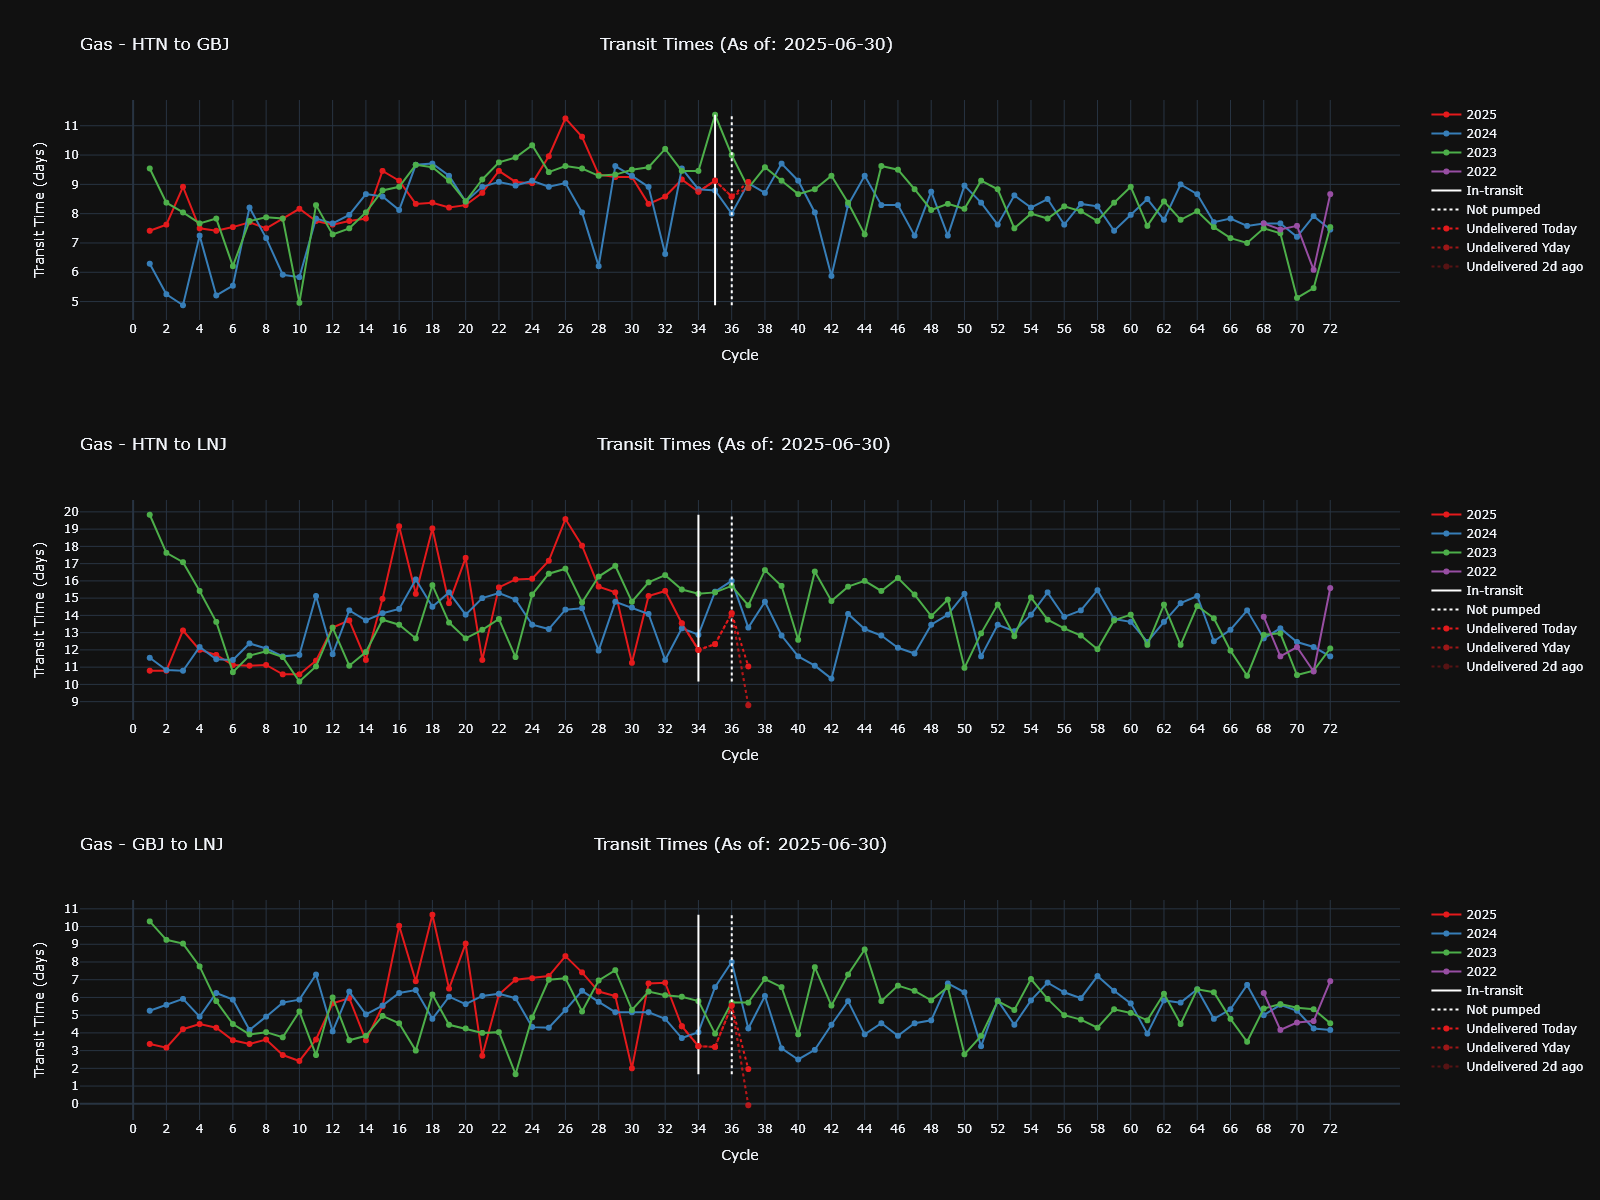 Gas - HTN to GBJ
Transit Times (As of: 2025-06-30)
Transit Time (days)
11
10
9
8
7
6
5
0 2 4 6 8 10 12 14 16 18 20 22 24 26 28 30 32 34 36 38 40 42 44 46 48 50 52 54 56 58 60 62 64 66 68 70 72
Cycle
2025
2024
2023
2022
In-transit
Not pumped
Undelivered Today
Undelivered Yday
Undelivered 2d ago
Gas - HTN to LNJ
Transit Times (As of: 2025-06-30)
Transit Time (days)
20
19
18
17
16
15
14
13
12
11
10
9
0 2 4 6 8 10 12 14 16 18 20 22 24 26 28 30 32 34 36 38 40 42 44 46 48 50 52 54 56 58 60 62 64 66 68 70 72
Cycle
2025
2024
2023
2022
In-transit
Not pumped
Undelivered Today
Undelivered Yday
Undelivered 2d ago
Gas - GBJ to LNJ
Transit Times (As of: 2025-06-30)
Transit Time (days)
11
10
9
8
7
6
5
4
3
2
1
0
0 2 4 6 8 10 12 14 16 18 20 22 24 26 28 30 32 34 36 38 40 42 44 46 48 50 52 54 56 58 60 62 64 66 68 70 72
Cycle
2025
2024
2023
2022
In-transit
Not pumped
Undelivered Today
Undelivered Yday
Undelivered 2d ago